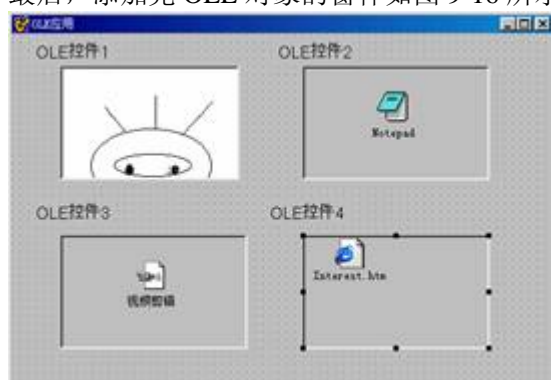 最后，添加完 OLE 对象的窗体如图 9-16 所示
OLE应用
OLE控件1
OLE控件2
Notepad
OLE控件3
OLE控件4
视频剪辑
Interest.htm